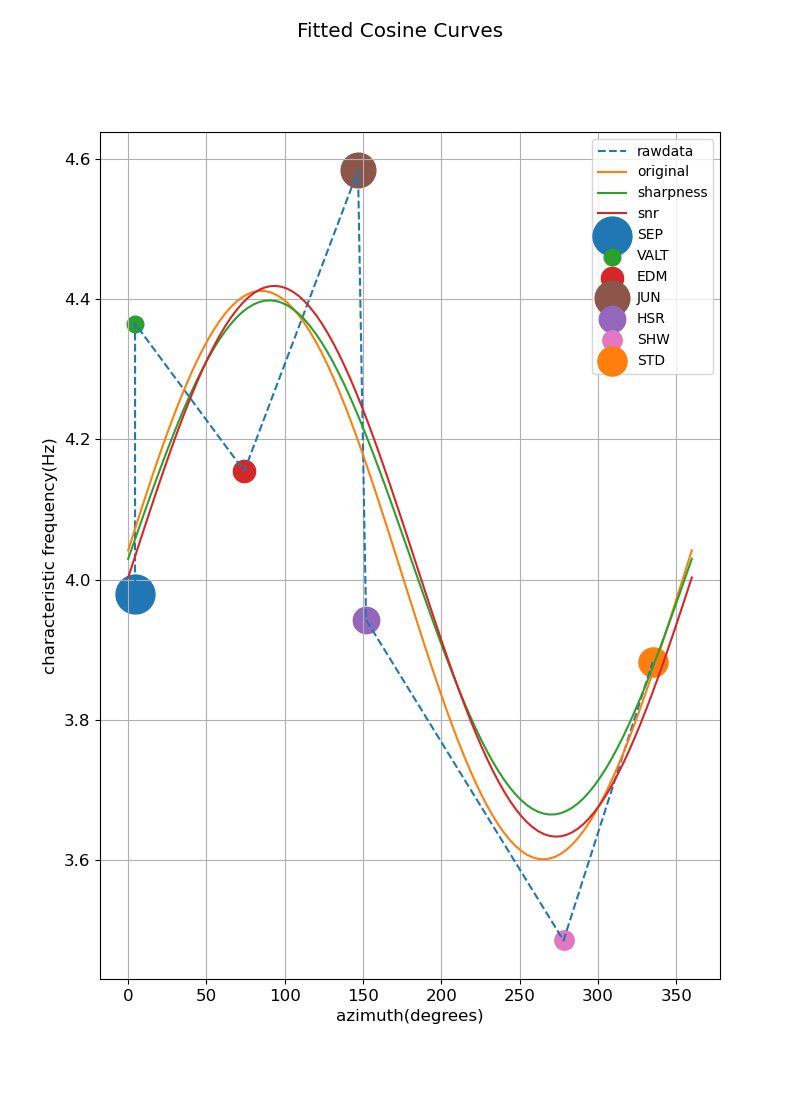 Fitted Cosine Curves
4.6
4.4
4.2
4.0
3.8
3.6
characteristic frequency(Hz)
rawdata
original
sharpness
snr
SEP
VALT
EDM
JUN
HSR
SHW
STD
0 50 100 150 200 250 300 350
azimuth(degrees)